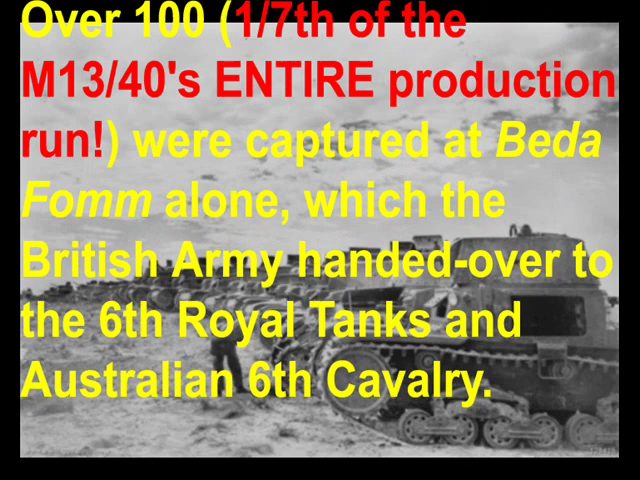 Over 100 (1/7th of the
M13/40's ENTIRE production
run!) were captured at Beda
Fomm alone, which the
British Army handed-over to
the 6th Royal Tanks and
Australian 6th Cavalry.